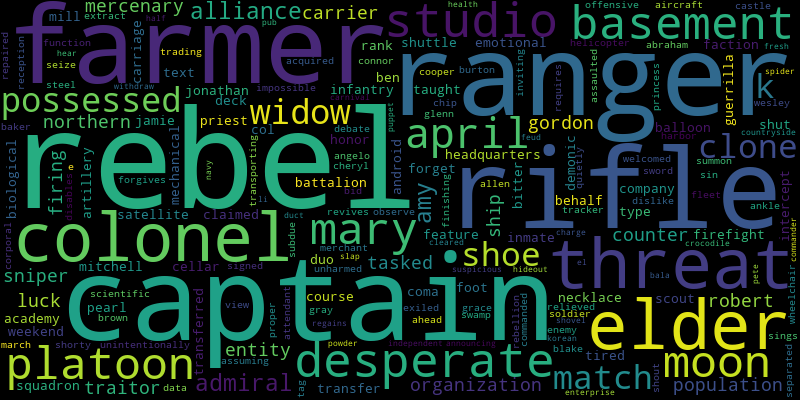 mercenary
alliance
carrier
studio
basement
farmer
ranger
possessed
widow
rebel
rifle
april
k
clone
northern
colonel
mary
captain
shoe
threat
elder
platoon
desperate
moon
match
admiral
traitor
entity
squadron
organization
population
transfer
robert
necklace
counter
firefight
gordon
headquarters
battalion
priest
infantry
jonathan
rank
text
mill
extract
half
pub
health
offensive
aircraft
castle
helicopter
abraham
faction
fresh
spider
wesley
princess
assaulted
guerrilla
balloon
shut
harbor
countryside
summon
sin
sword
welcomed
dislike
company
type
tracker
ankle
fleet
intercept
commander
wheelchair
crocodile
pete
bala
el
charge
quietly
demonic
behalf
feud
allen
bitter
ship
finishing
forget
amy
android
puppet
glenn
chip
cooper
burton
requires
inviting
emotional
shuttle
taught
ben
connor
impossible
acquired
trading
carriage
reception
repaired
function
hear
seize
steel
withdraw
baker
jamie
deck
col
debate
honor
angelo
cheryl
mechanical
artillery
firing
biological
disables
e
forgives
navy
transporting
li
big
satellite
claimed
revives
observe
merchant
duct
subdue
slap
unharmed
duo
tasked
feature
inmate
suspicious
hideout
cleared
corporal
sniper
mitchell
cellar
signed
scientific
luck
pearl
brown
academy
weekend
march
shorty
unintentionally
data
transferred
view
regains
assuming
proper
attendant
course
gray
powder
coma
exiled
ahead
independent
announcing
foot
grace
swamp
commanded
rebellion
relieved
soldier
shovel
enemy
korean
blake
tired
scout
shout
enterprise
tag
sings
separated